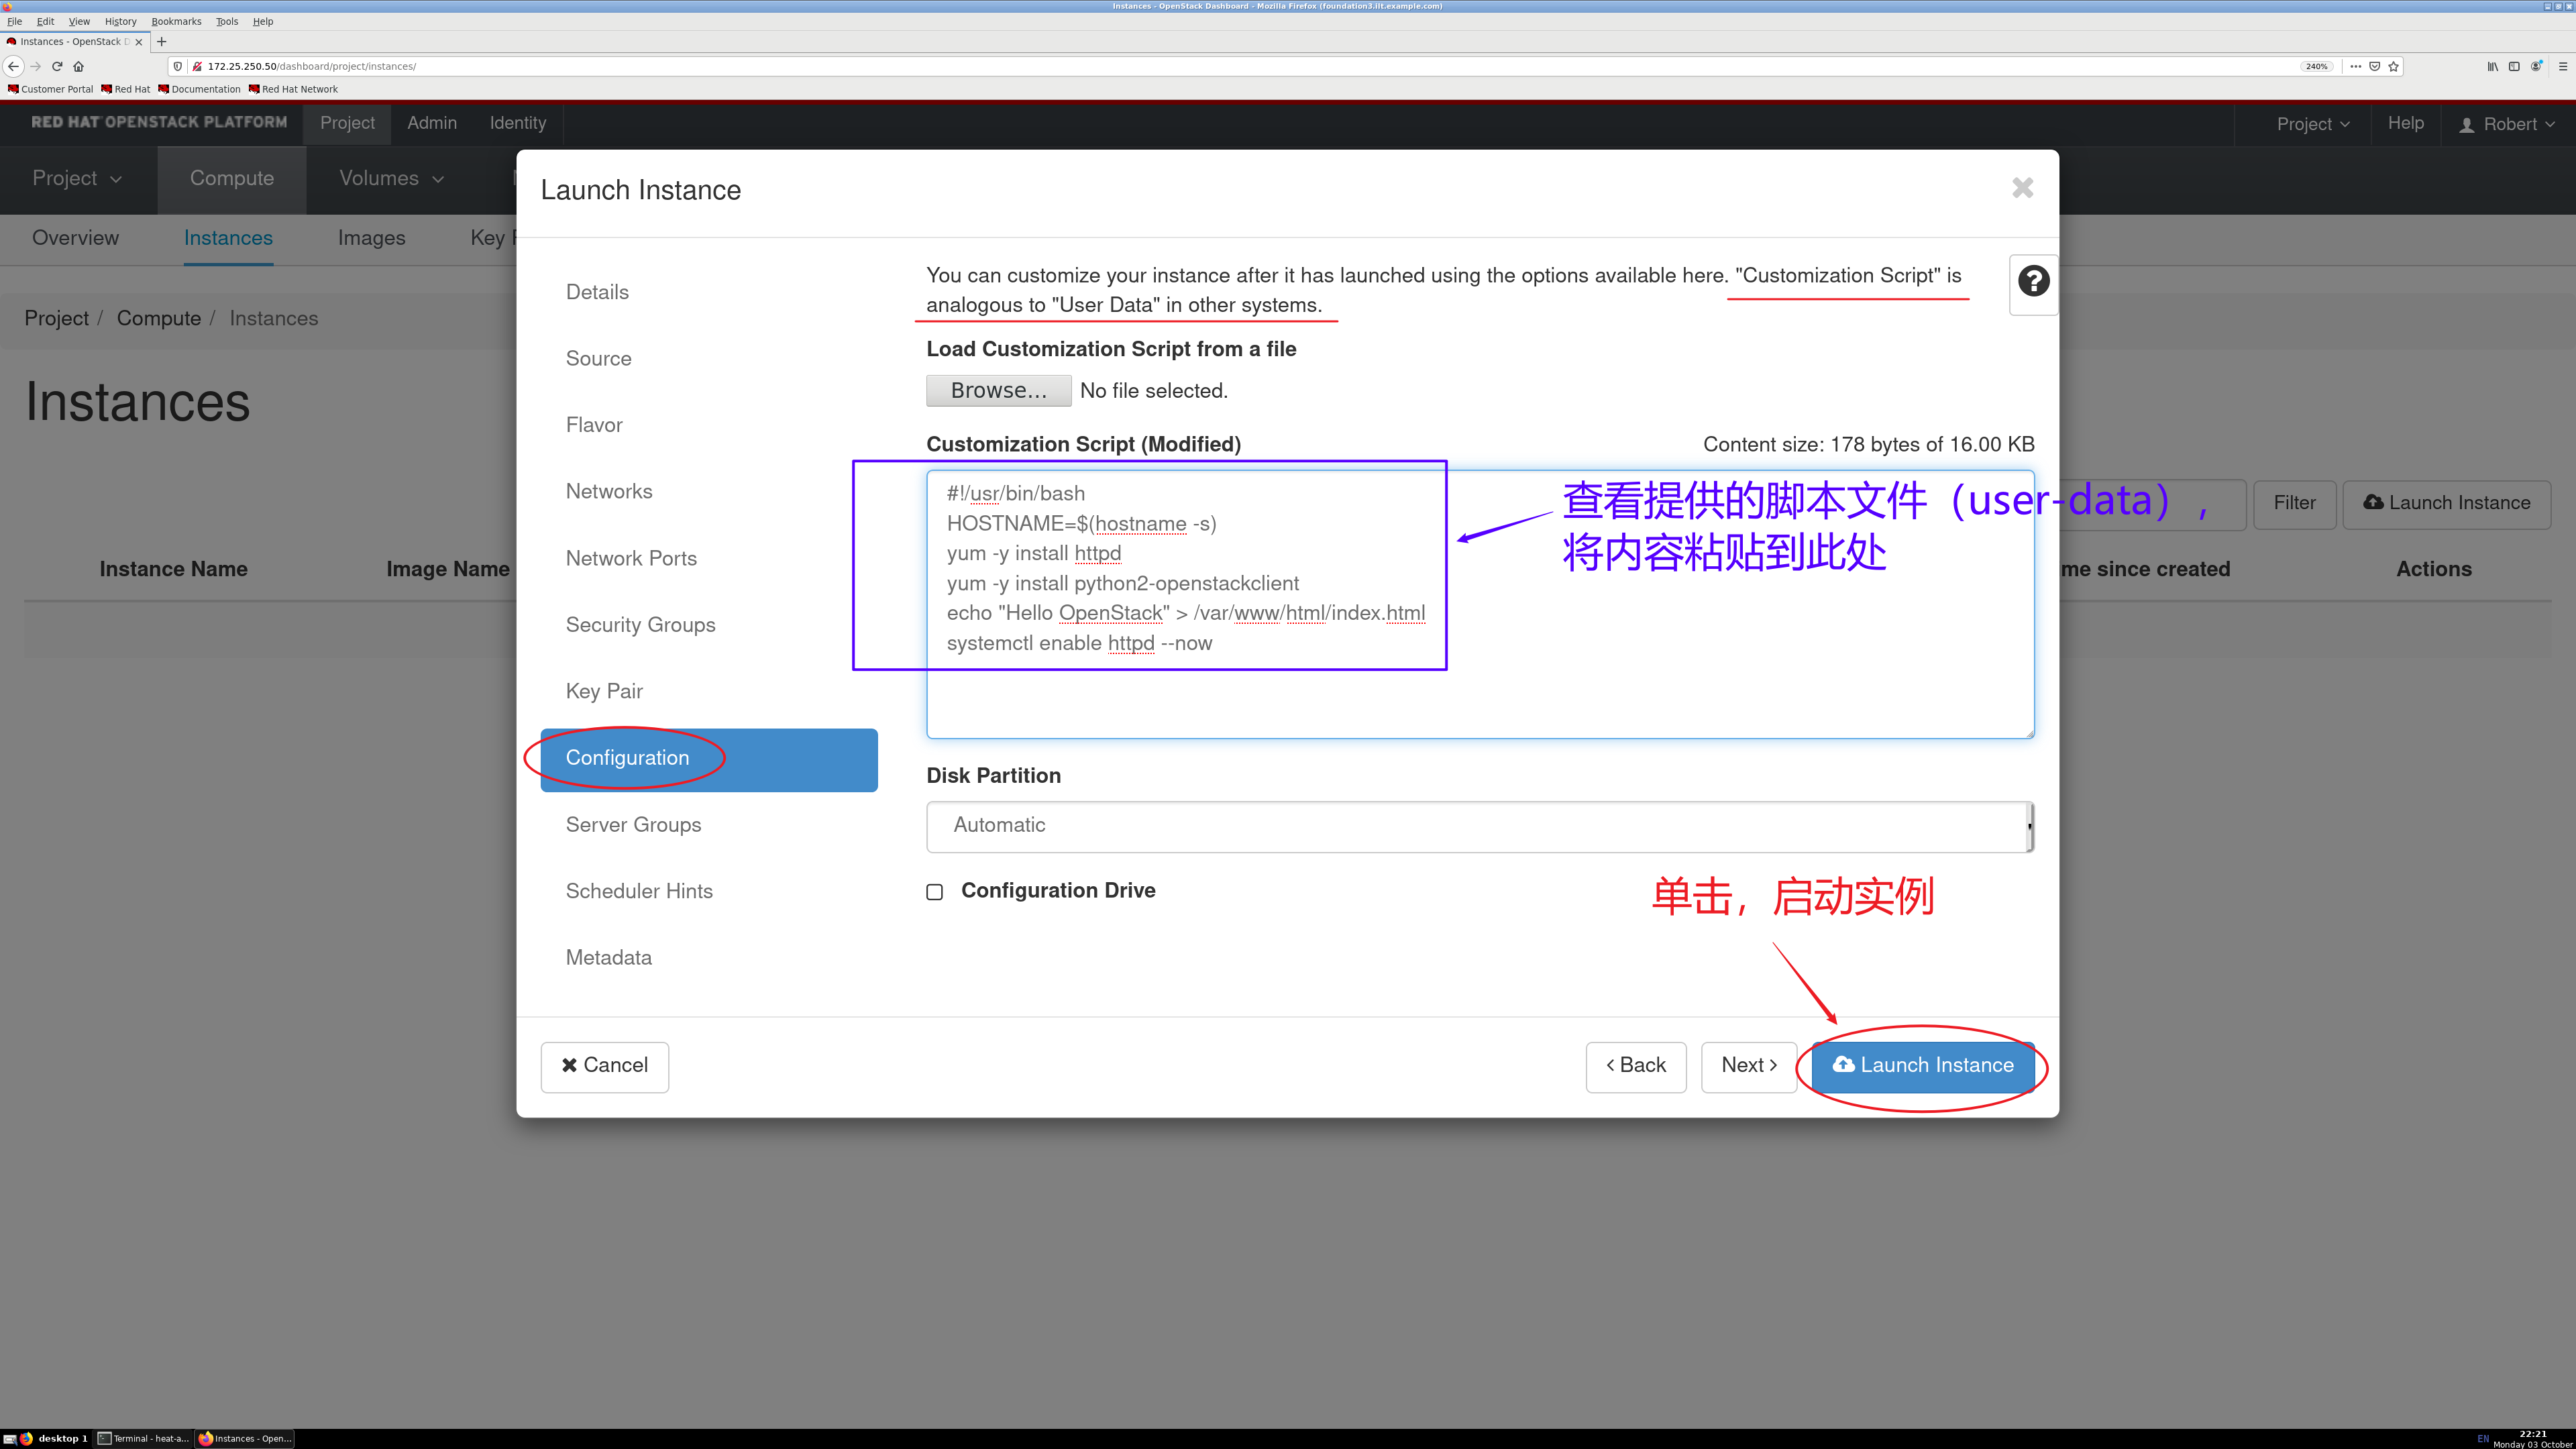 Instances - OpenStack Dashboard - Mozilla Firefox (foundation3.ilt.example.com)
File Edit View History Bookmarks Tools Help
Instances - OpenStack D
172.25.250.50/dashboard/project/instances/
240%
Customer Portal Red Hat Documentation Red Hat Network
RED HAT OPENSTACK PLATFORM Project Admin Identity Project Help Robert
Project Compute Volumes
Overview Instances Images Key
Project / Compute / Instances
Instances
Filter Launch Instance
Instance Name Image Name me since created Actions
Launch Instance
Details
Source
Flavor
Networks
Network Ports
Security Groups
Key Pair
Configuration
Server Groups
Scheduler Hints
Metadata
You can customize your instance after it has launched using the options available here. "Customization Script" is
analogous to "User Data" in other systems.
Load Customization Script from a file
Browse... No file selected.
Customization Script (Modified) Content size: 178 bytes of 16.00 KB
#!/usr/bin/bash
HOSTNAME=$(hostname -s)
yum -y install httpd
yum -y install python2-openstackclient
echo "Hello OpenStack" > /var/www/html/index.html
systemctl enable httpd --now
查看提供的脚本文件（user-data），
将内容粘贴到此处
Disk Partition
Automatic
Configuration Drive
单击，启动实例
Cancel Back Next Launch Instance
desktop 1 Terminal - heat-a... Instances - Open...
EN 22:21
Monday 03 October